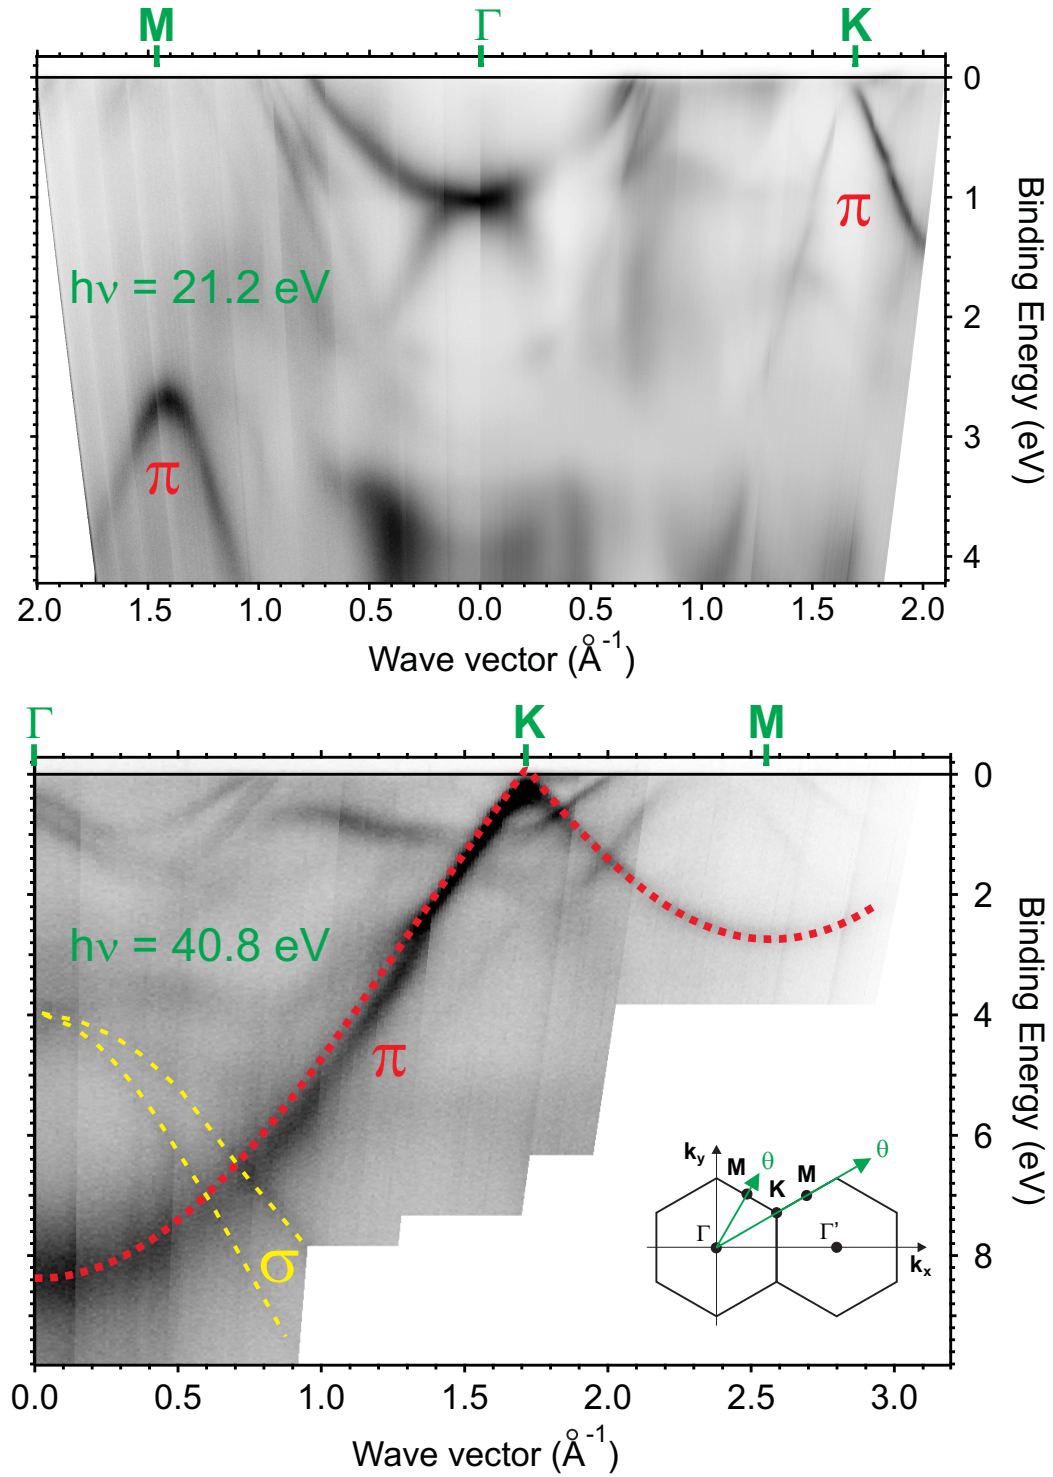 M Γ K
0
1
2
3
4
Binding Energy (eV)
π
hν = 21.2 eV
π
2.0 1.5 1.0 0.5 0.0 0.5 1.0 1.5 2.0
Wave vector (Å⁻¹)
Γ K M
0
2
4
6
8
Binding Energy (eV)
hν = 40.8 eV
π
σ
k_y M θ K M θ
Γ Γ' k_x
0.0 0.5 1.0 1.5 2.0 2.5 3.0
Wave vector (Å⁻¹)